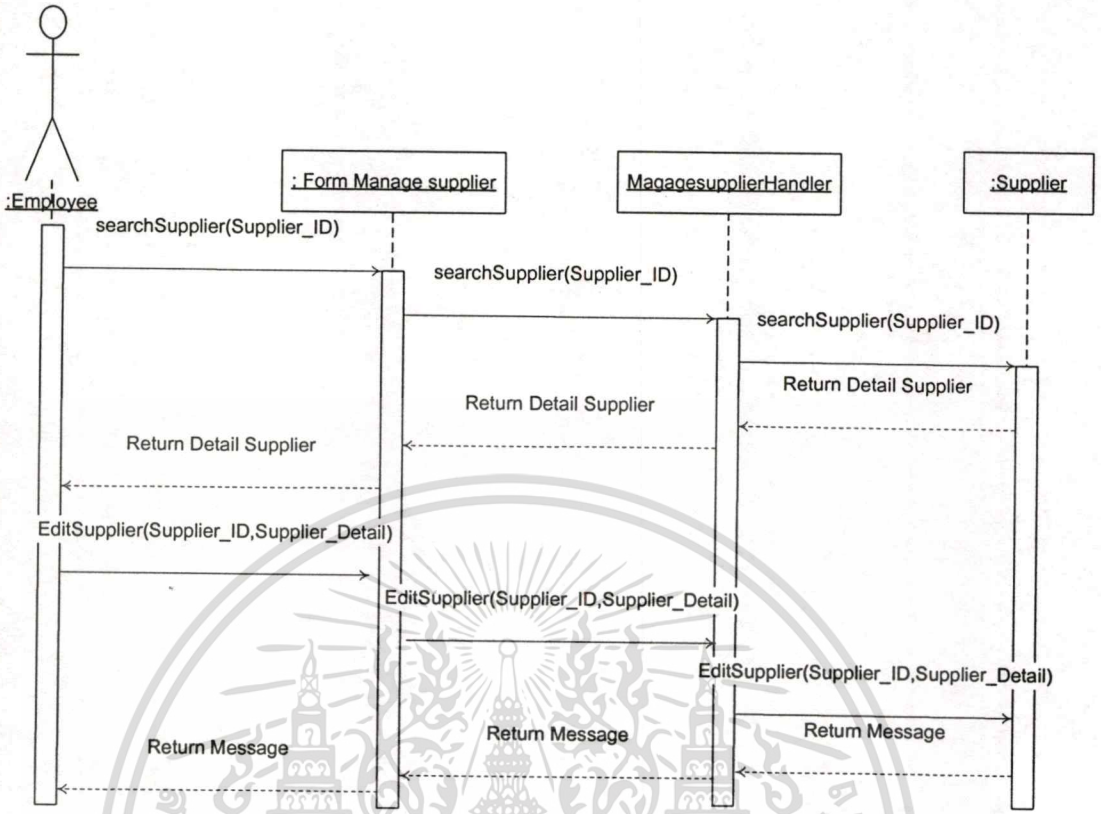 :Employee
: Form Manage supplier
MagagesupplierHandler
:Supplier
searchSupplier(Supplier_ID)
searchSupplier(Supplier_ID)
searchSupplier(Supplier_ID)
Return Detail Supplier
Return Detail Supplier
Return Detail Supplier
EditSupplier(Supplier_ID,Supplier_Detail)
EditSupplier(Supplier_ID,Supplier_Detail)
EditSupplier(Supplier_ID,Supplier_Detail)
Return Message
Return Message
Return Message